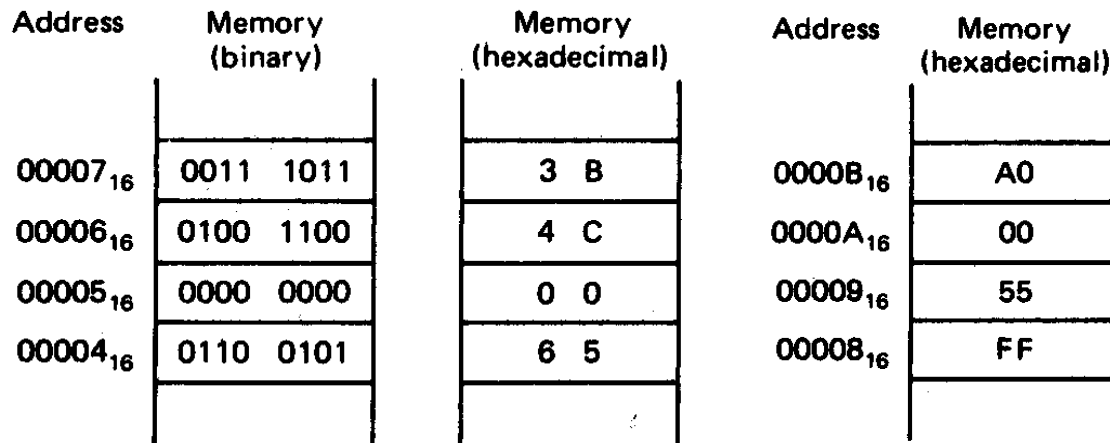 Address Memory Memory Address Memory
(binary) (hexadecimal) (hexadecimal)
00007₁₆ 0011 1011 3 B 0000B₁₆ A0
00006₁₆ 0100 1100 4 C 0000A₁₆ 00
00005₁₆ 0000 0000 0 0 00009₁₆ 55
00004₁₆ 0110 0101 6 5 00008₁₆ FF